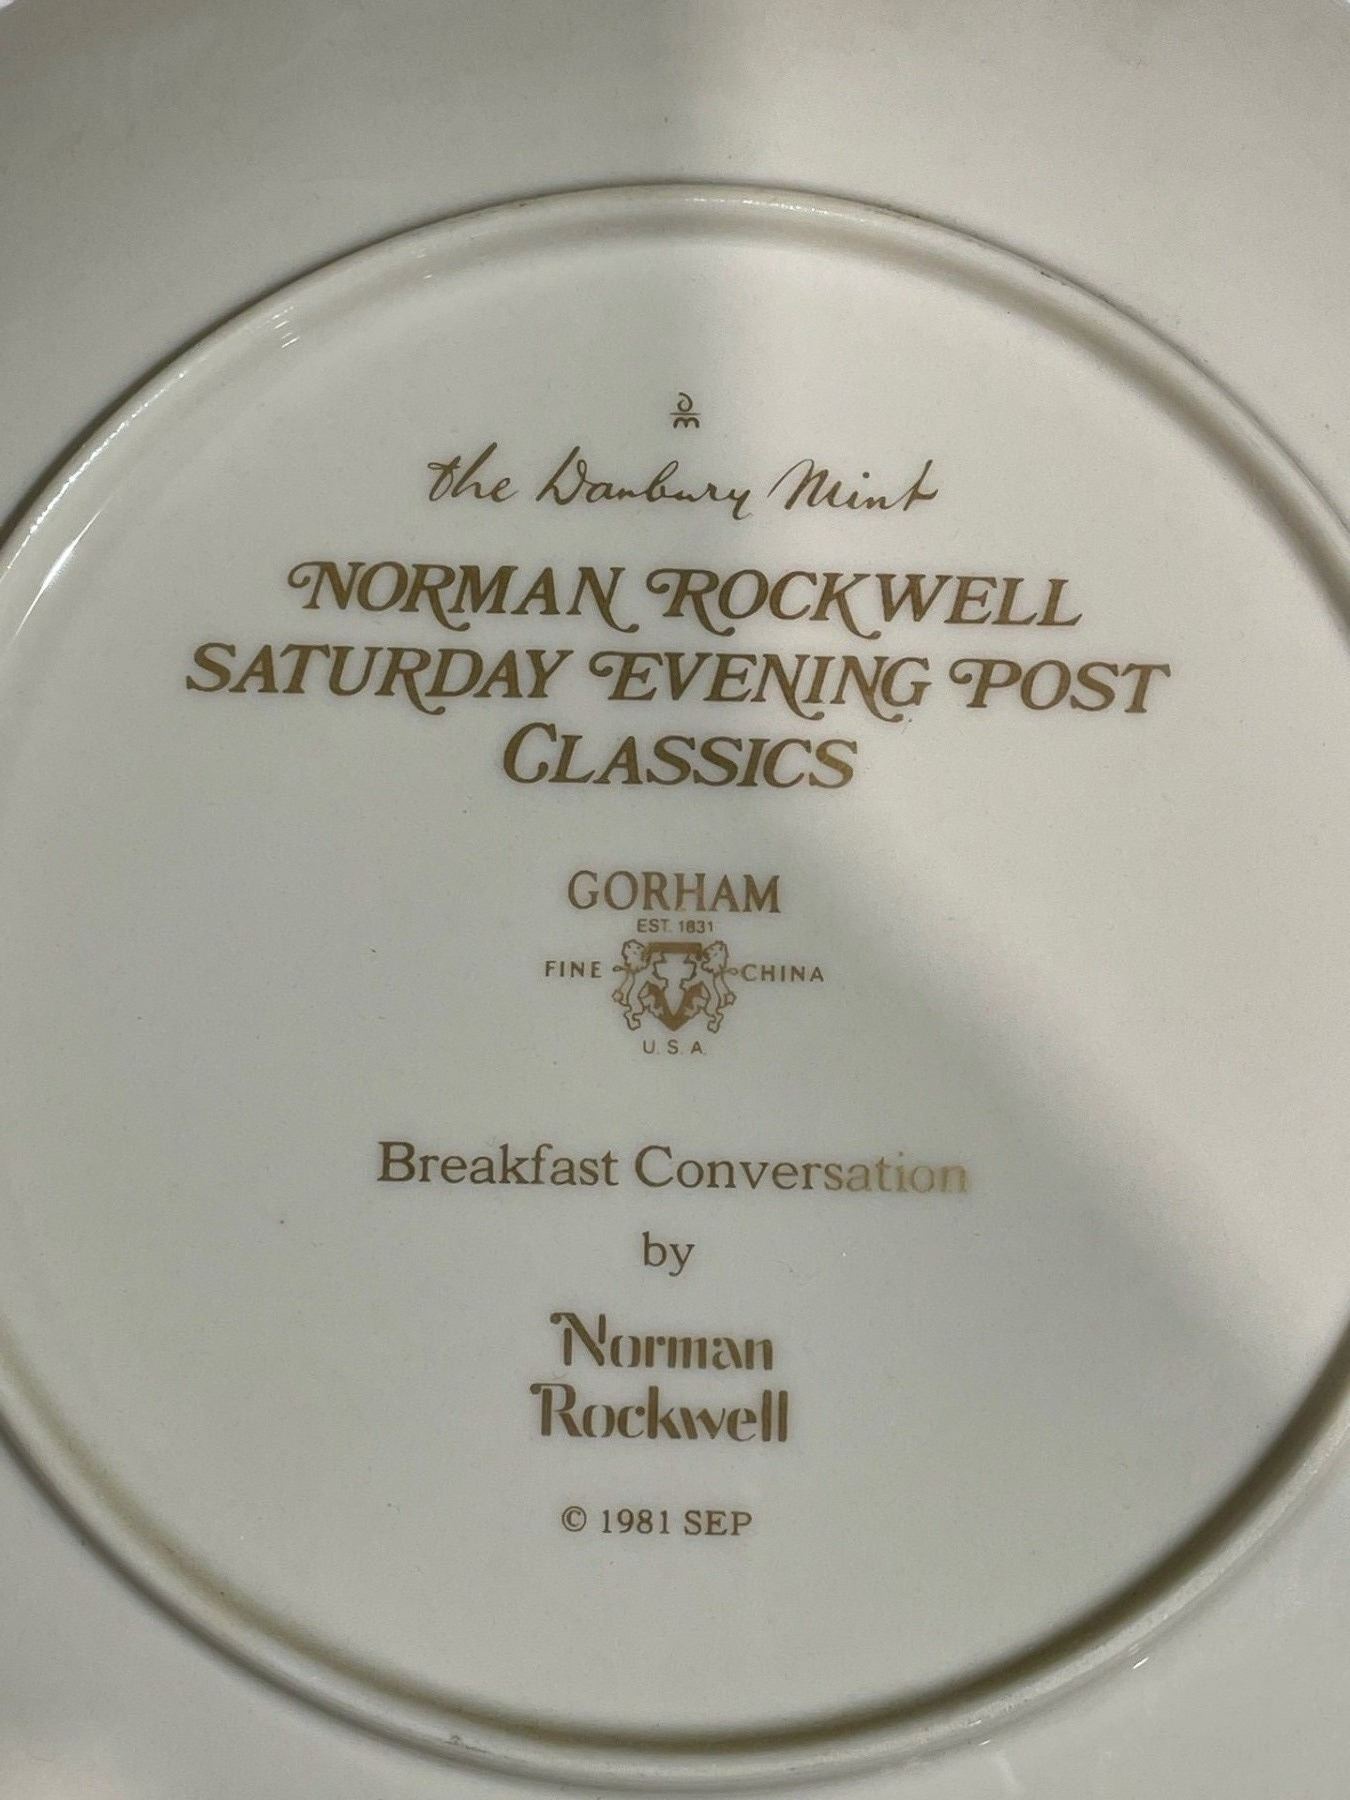 dm
the Danbury Mint
NORMAN ROCKWELL
SATURDAY EVENING POST
CLASSICS
GORHAM
EST. 1831
FINE CHINA
U.S.A.
Breakfast Conversation
by
Norman
Rockwell
© 1981 SEP